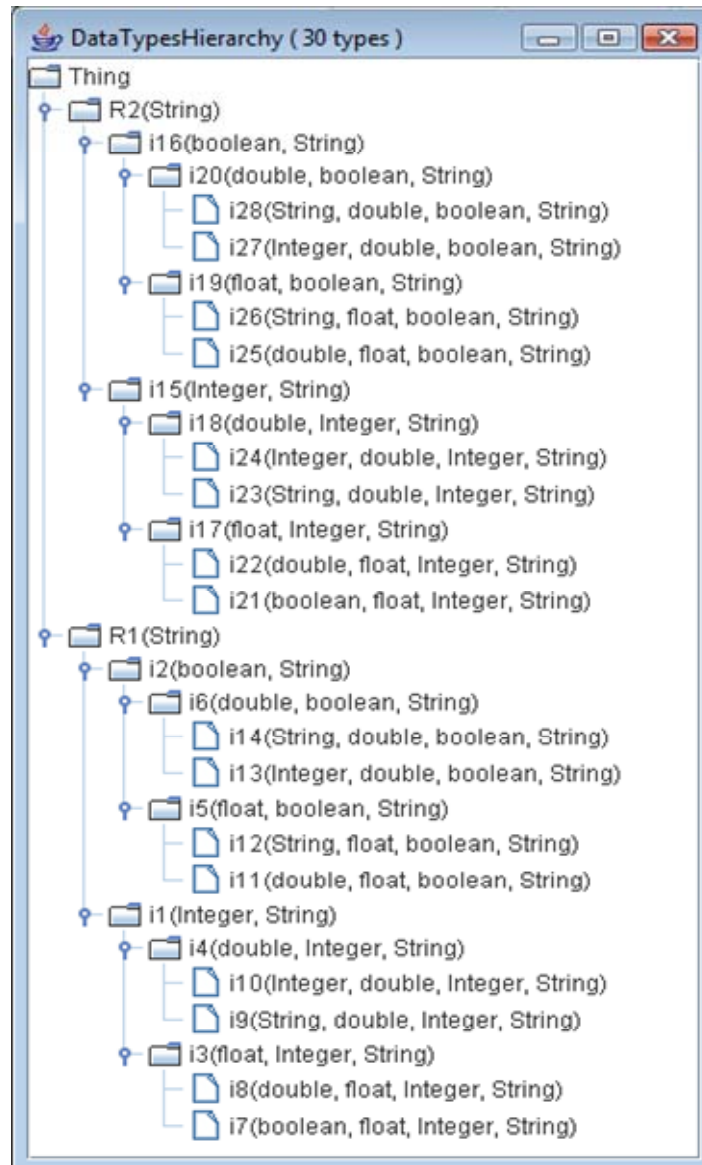 DataTypesHierarchy ( 30 types )
Thing
R2(String)
i16(boolean, String)
i20(double, boolean, String)
i28(String, double, boolean, String)
i27(Integer, double, boolean, String)
i19(float, boolean, String)
i26(String, float, boolean, String)
i25(double, float, boolean, String)
i15(Integer, String)
i18(double, Integer, String)
i24(Integer, double, Integer, String)
i23(String, double, Integer, String)
i17(float, Integer, String)
i22(double, float, Integer, String)
i21(boolean, float, Integer, String)
R1(String)
i2(boolean, String)
i6(double, boolean, String)
i14(String, double, boolean, String)
i13(Integer, double, boolean, String)
i5(float, boolean, String)
i12(String, float, boolean, String)
i11(double, float, boolean, String)
i1(Integer, String)
i4(double, Integer, String)
i10(Integer, double, Integer, String)
i9(String, double, Integer, String)
i3(float, Integer, String)
i8(double, float, Integer, String)
i7(boolean, float, Integer, String)